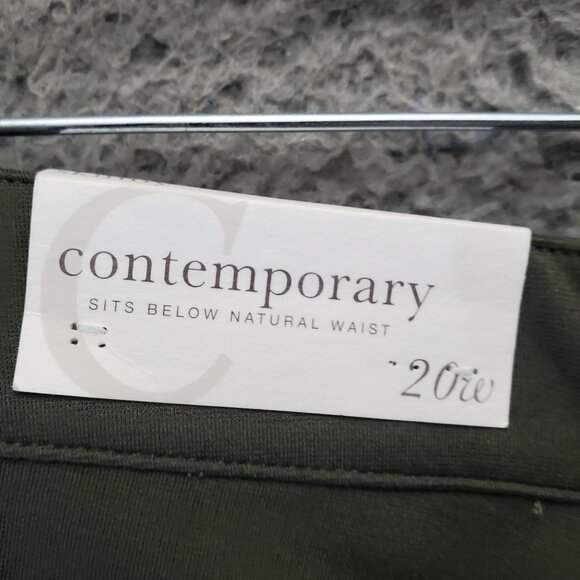 C
contemporary
SITS BELOW NATURAL WAIST
20W